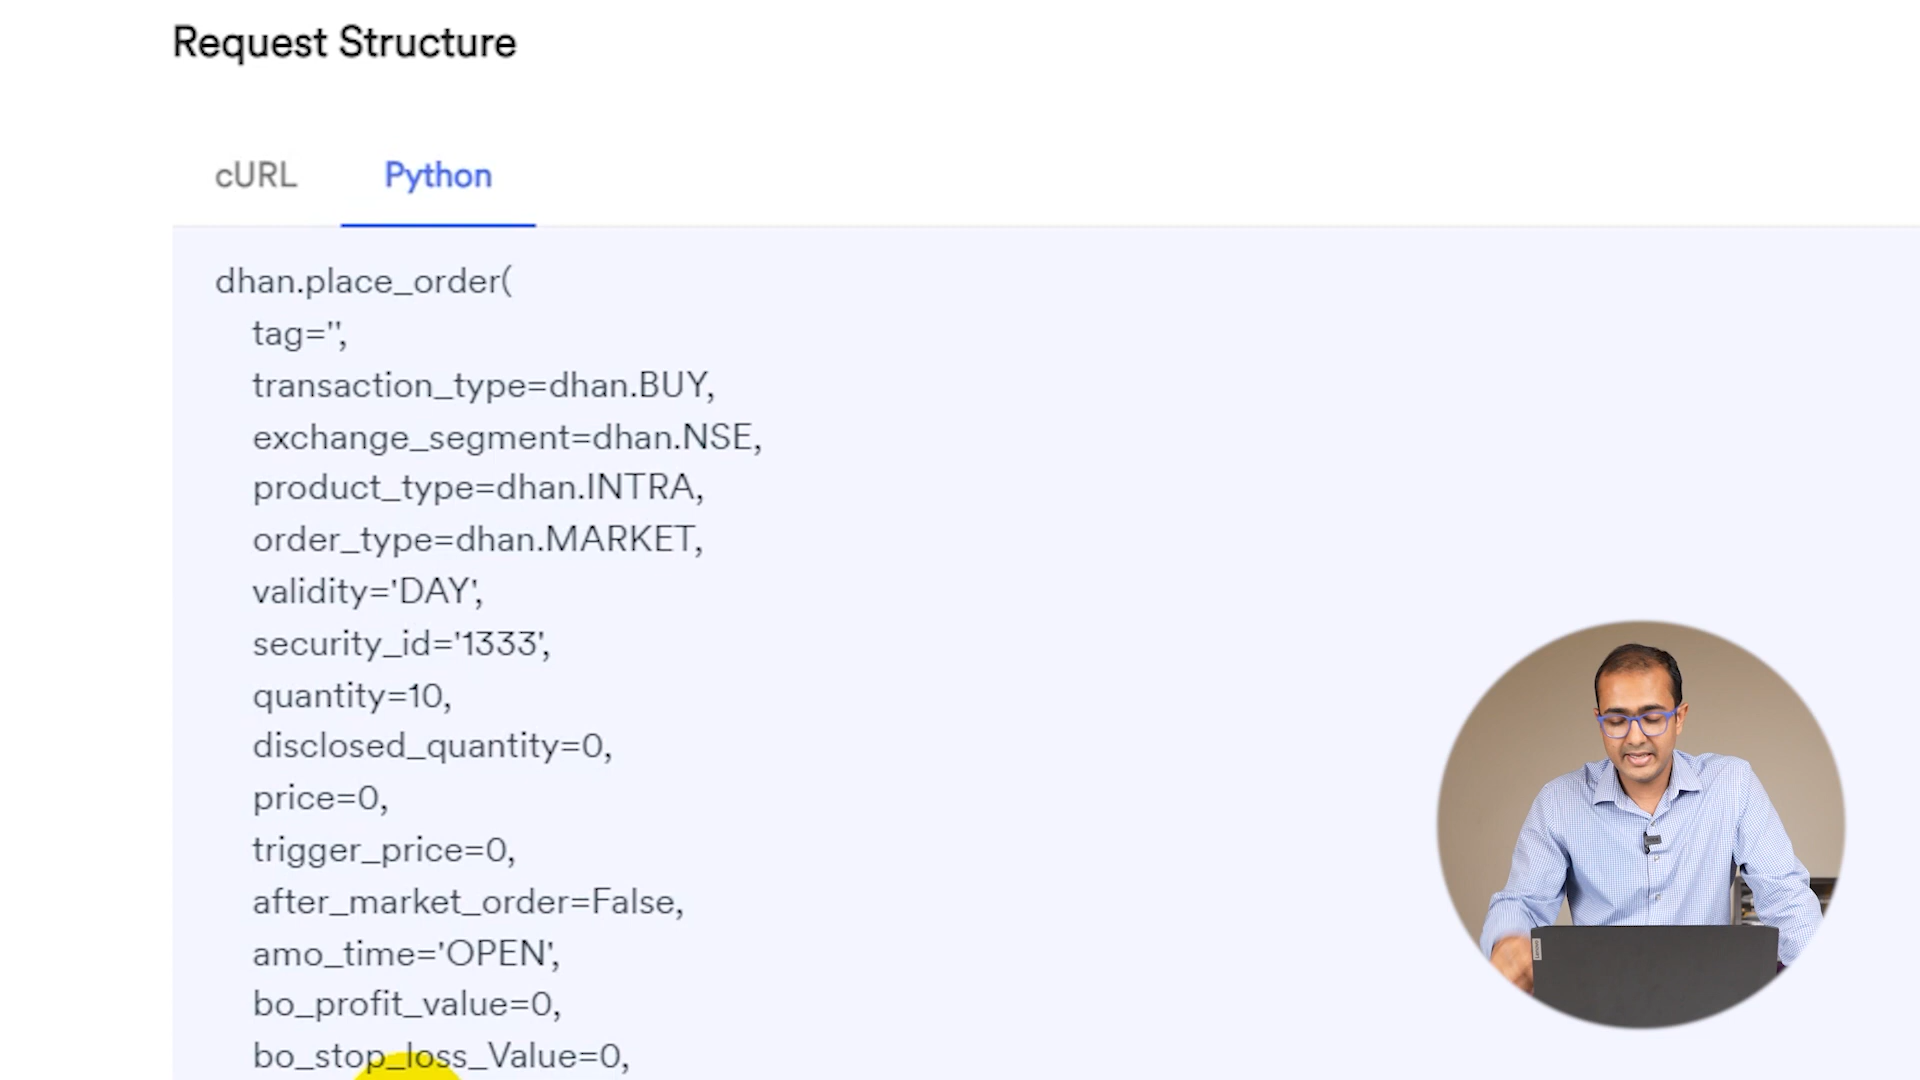 Request Structure
cURL
Python
dhan.place_order(
tag='',
transaction_type=dhan.BUY,
exchange_segment=dhan.NSE,
product_type=dhan.INTRA,
order_type=dhan.MARKET,
validity='DAY',
security_id='1333',
quantity=10,
disclosed_quantity=0,
price=0,
trigger_price=0,
after_market_order=False,
amo_time='OPEN',
bo_profit_value=0,
bo_stop_loss_Value=0,